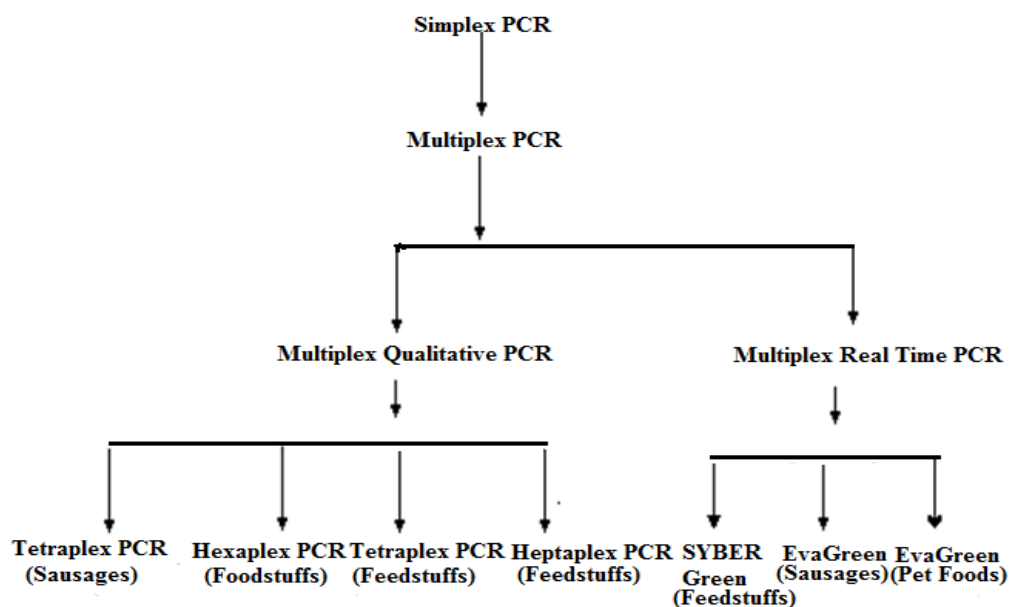 Simplex PCR
Multiplex PCR
Multiplex Qualitative PCR
Multiplex Real Time PCR
Tetraplex PCR
(Sausages)
Hexaplex PCR
(Foodstuffs)
Tetraplex PCR
(Feedstuffs)
Heptaplex PCR
(Feedstuffs)
SYBER
Green
(Feedstuffs)
EvaGreen
(Sausages)
EvaGreen
(Pet Foods)